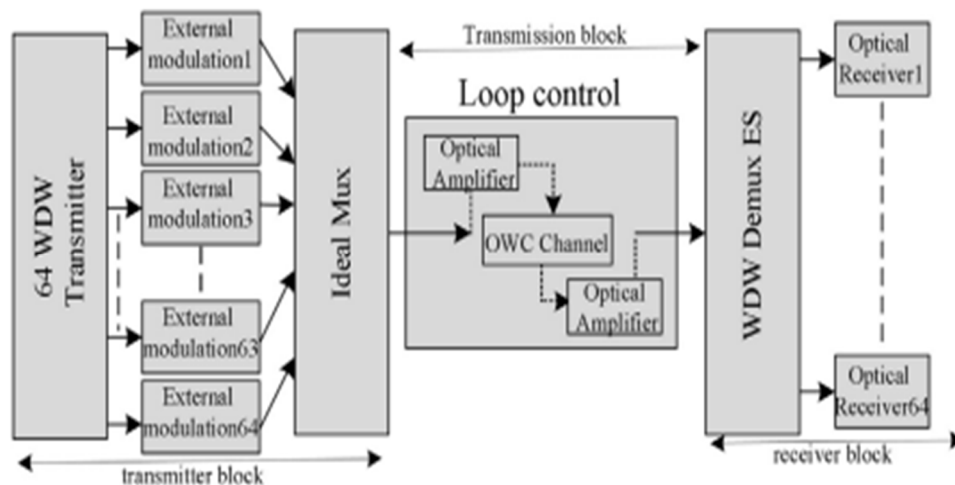 64 WDW
Transmitter
External
modulation1
External
modulation2
External
modulation3
External
modulation63
External
modulation64
transmitter block
Ideal Mux
Transmission block
Loop control
Optical
Amplifier
OWC Channel
Optical
Amplifier
WDW Demux ES
Optical
Receiver1
Optical
Receiver64
receiver block